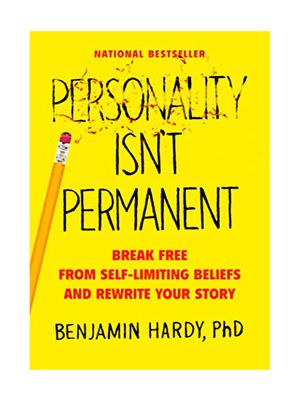 NATIONAL BESTSELLER
PERSONALITY
ISN'T
PERMANENT
BREAK FREE
FROM SELF-LIMITING BELIEFS
AND REWRITE YOUR STORY
BENJAMIN HARDY, PhD